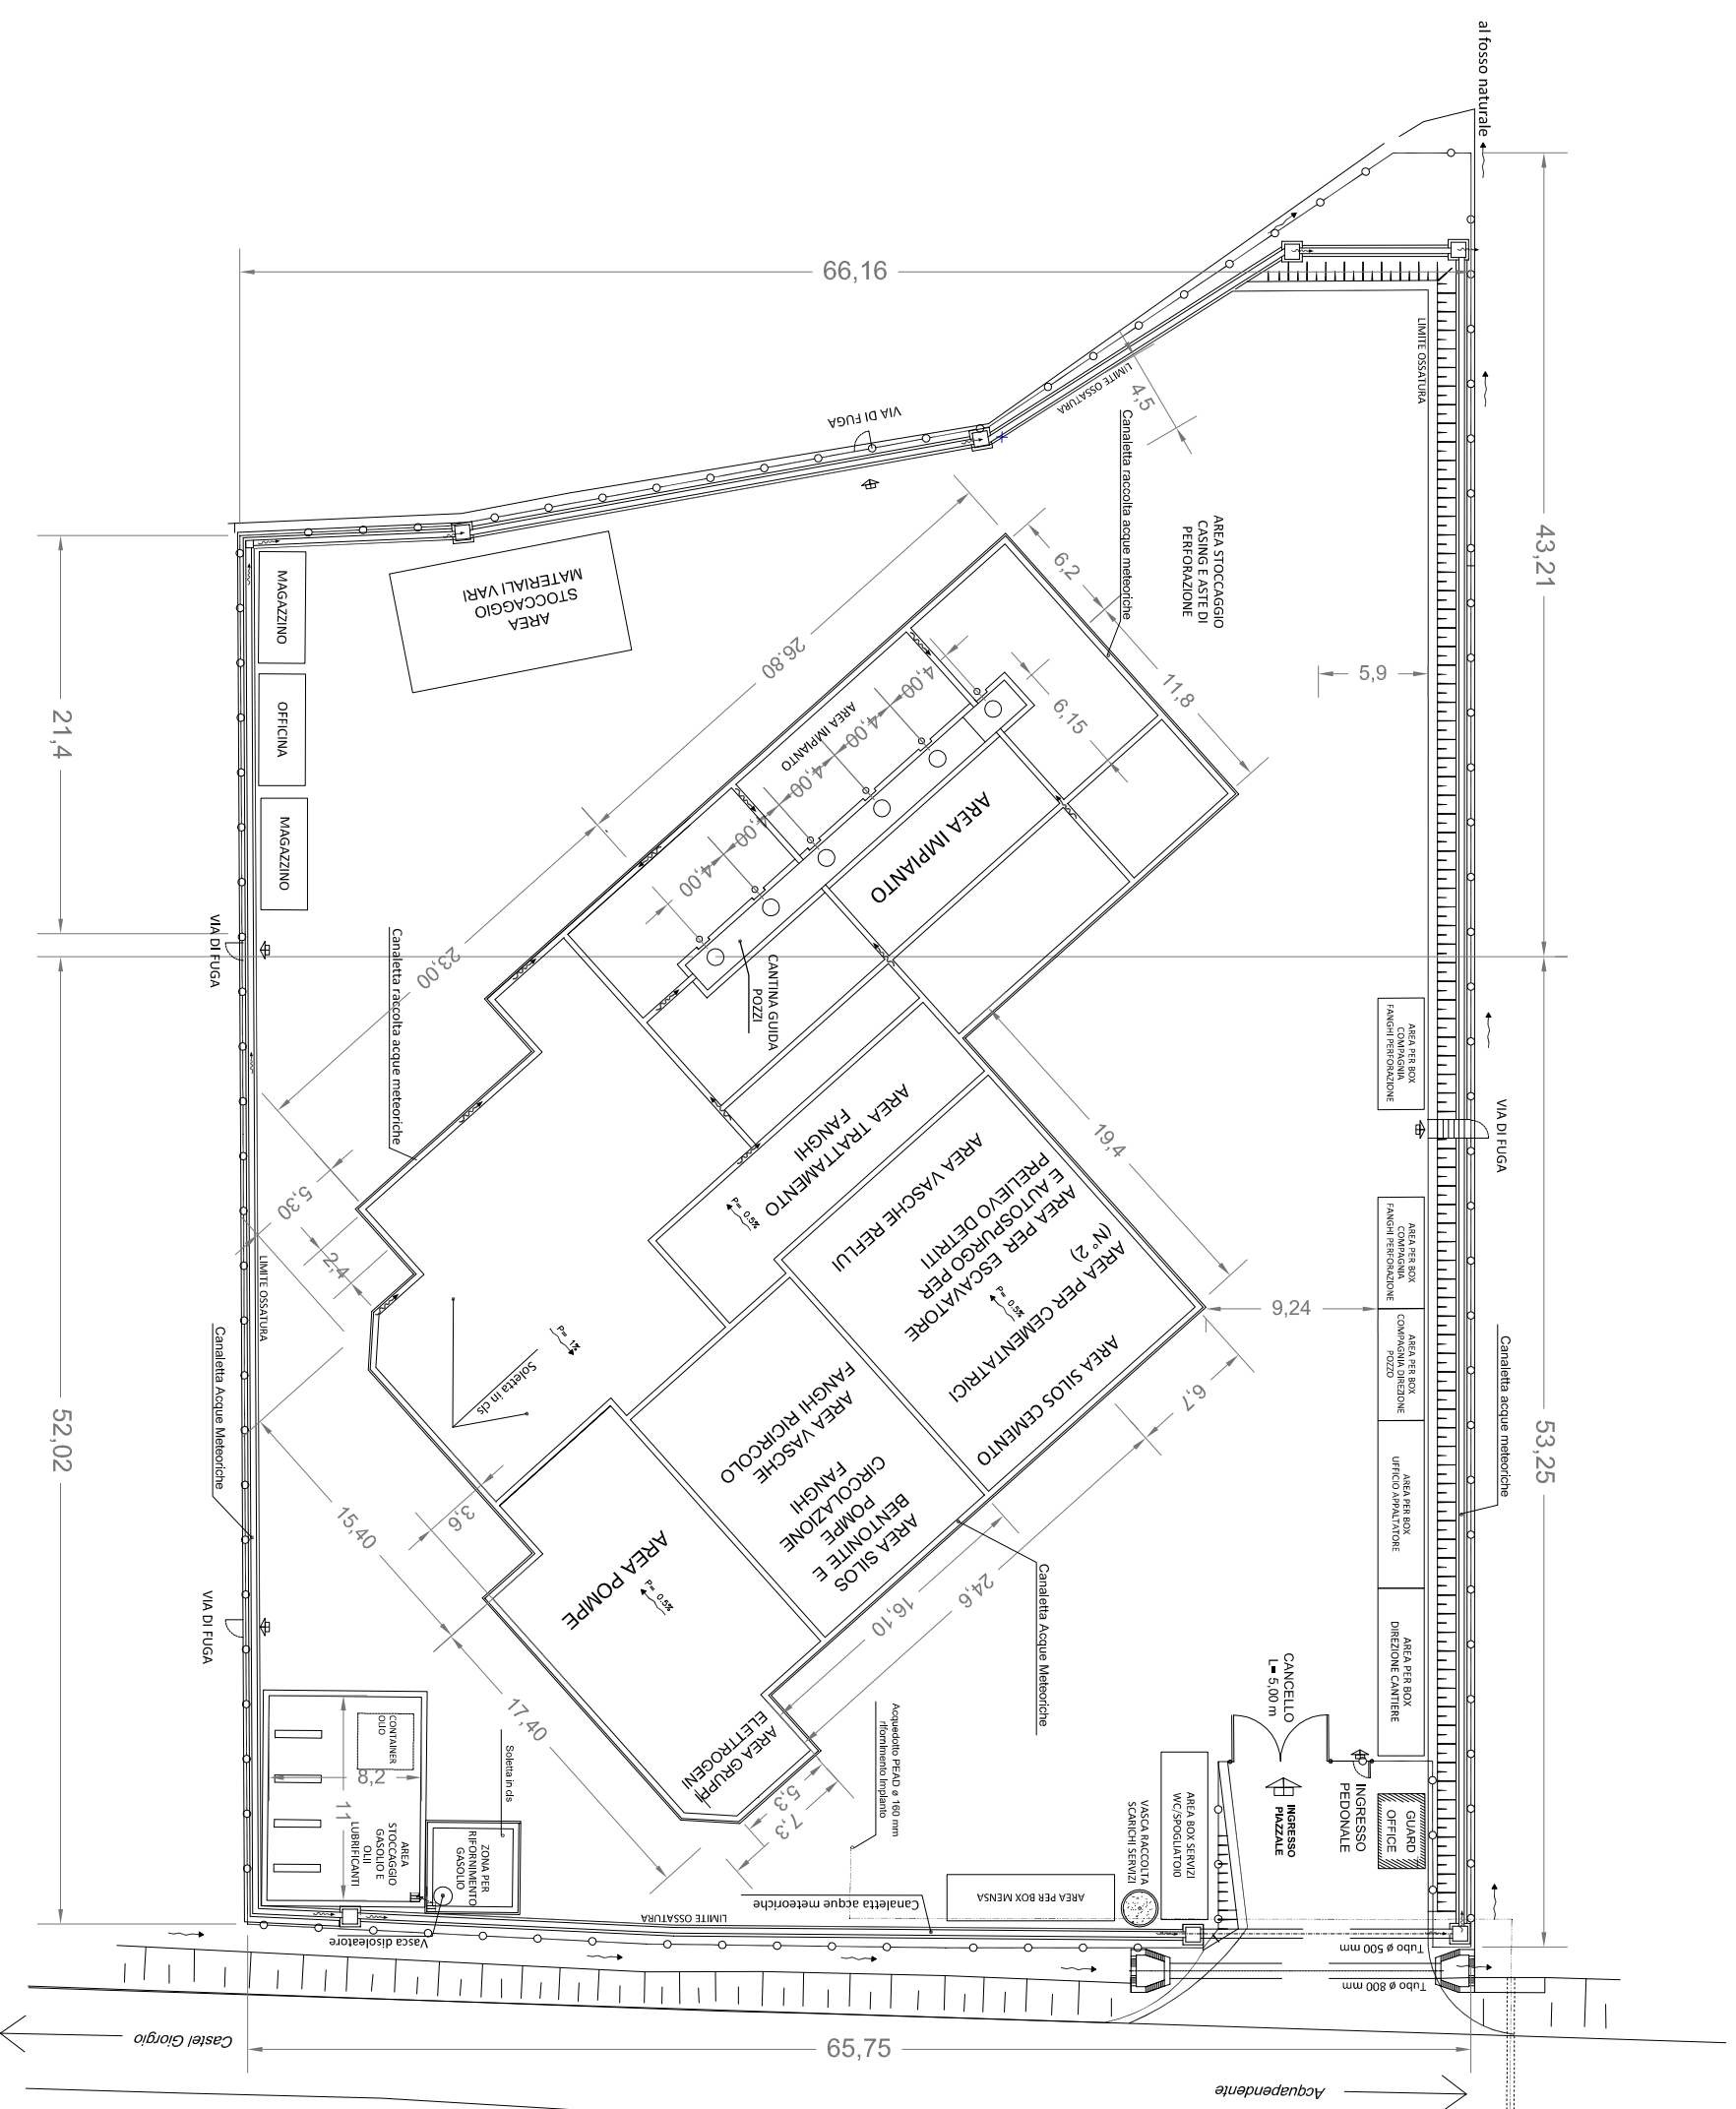 al fosso naturale
66,16
43,21
LIMITE OSSATURA
4,5
LIMITE OSSATURA
VIA DI FUGA
Canaletta raccolta acque meteoriche
AREA STOCCAGGIO
CASING E ASTE DI
PERFORAZIONE
6,2
11,8
5,9
MAGAZZINO
OFFICINA
MAGAZZINO
AREA
STOCCAGGIO
MATERIALI VARI
21,4
26,80
4,00
4,00
4,00
4,00
4,00
6,15
AREA IMPIANTO
AREA IMPIANTO
VIA DI FUGA
Canaletta raccolta acque meteoriche
23,00
CANTINA GUIDA
POZZI
AREA PER BOX
COMPAGNIA
FANGHI PERFORAZIONE
VIA DI FUGA
19,4
AREA TRATTAMENTO
FANGHI
P= 0.5%
AREA VASCHE REFLUI
AREA PER ESCAVATORE
E AUTOSPURGO PER
PRELIEVO DETRITI
AREA PER CEMENTATRICI
(N° 2)
P= 0.5%
AREA SILOS CEMENTO
5,30
2,4
LIMITE OSSATURA
Canaletta Acque Meteoriche
52,02
P= 1%
Soletta in cls
9,24
6,7
AREA PER BOX
COMPAGNIA
FANGHI PERFORAZIONE
AREA PER BOX
COMPAGNIA DIREZIONE
POZZO
AREA PER BOX
UFFICIO APPALTATORE
AREA PER BOX
DIREZIONE CANTIERE
Canaletta acque meteoriche
53,25
AREA VASCHE
FANGHI RICIRCOLO
AREA SILOS
BENTONITE E
POMPE
CIRCOLAZIONE
FANGHI
15,40
3,6
AREA POMPE
P= 0.5%
24,6
16,10
Canaletta Acque Meteoriche
VIA DI FUGA
17,40
AREA GRUPPI
ELETTROGENI
5,3
7,3
Acquedotto PEAD ø 160 mm
rifornimento Impianto
CANCELLO
L= 5,00 m
INGRESSO
PIAZZALE
INGRESSO
PEDONALE
GUARD
OFFICE
CONTAINER
OLIO
8,2
11
AREA
STOCCAGGIO
GASOLIO E
OLII
LUBRIFICANTI
Soletta in cls
ZONA PER
RIFORNIMENTO
GASOLIO
Vasca disoleatore
LIMITE OSSATURA
Canaletta acque meteoriche
AREA PER BOX MENSA
VASCA RACCOLTA
SCARICHI SERVIZI
AREA BOX SERVIZI
WC/SPOGLIATOIO
Tubo ø 500 mm
Tubo ø 800 mm
Castel Giorgio
65,75
Acquapendente